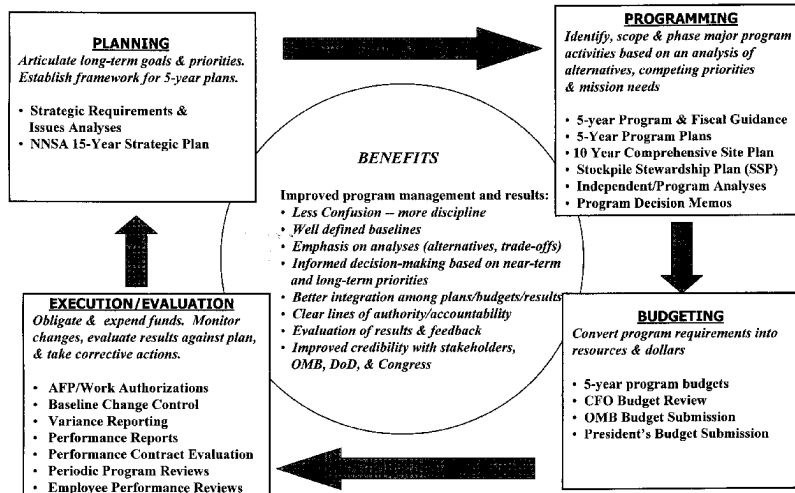 PLANNING
Articulate long-term goals & priorities.
Establish framework for 5-year plans.
• Strategic Requirements &
Issues Analyses
• NNSA 15-Year Strategic Plan
PROGRAMMING
Identify, scope & phase major program
activities based on an analysis of
alternatives, competing priorities
& mission needs
• 5-year Program & Fiscal Guidance
• 5-Year Program Plans
• 10 Year Comprehensive Site Plan
• Stockpile Stewardship Plan (SSP)
• Independent/Program Analyses
• Program Decision Memos
BENEFITS
Improved program management and results:
• Less Confusion -- more discipline
• Well defined baselines
• Emphasis on analyses (alternatives, trade-offs)
• Informed decision-making based on near-term
and long-term priorities
• Better integration among plans/budgets/results
• Clear lines of authority/accountability
• Evaluation of results & feedback
• Improved credibility with stakeholders,
OMB, DoD, & Congress
EXECUTION/EVALUATION
Obligate & expend funds. Monitor
changes, evaluate results against plan,
& take corrective actions.
• AFP/Work Authorizations
• Baseline Change Control
• Variance Reporting
• Performance Reports
• Performance Contract Evaluation
• Periodic Program Reviews
• Employee Performance Reviews
BUDGETING
Convert program requirements into
resources & dollars
• 5-year program budgets
• CFO Budget Review
• OMB Budget Submission
• President's Budget Submission